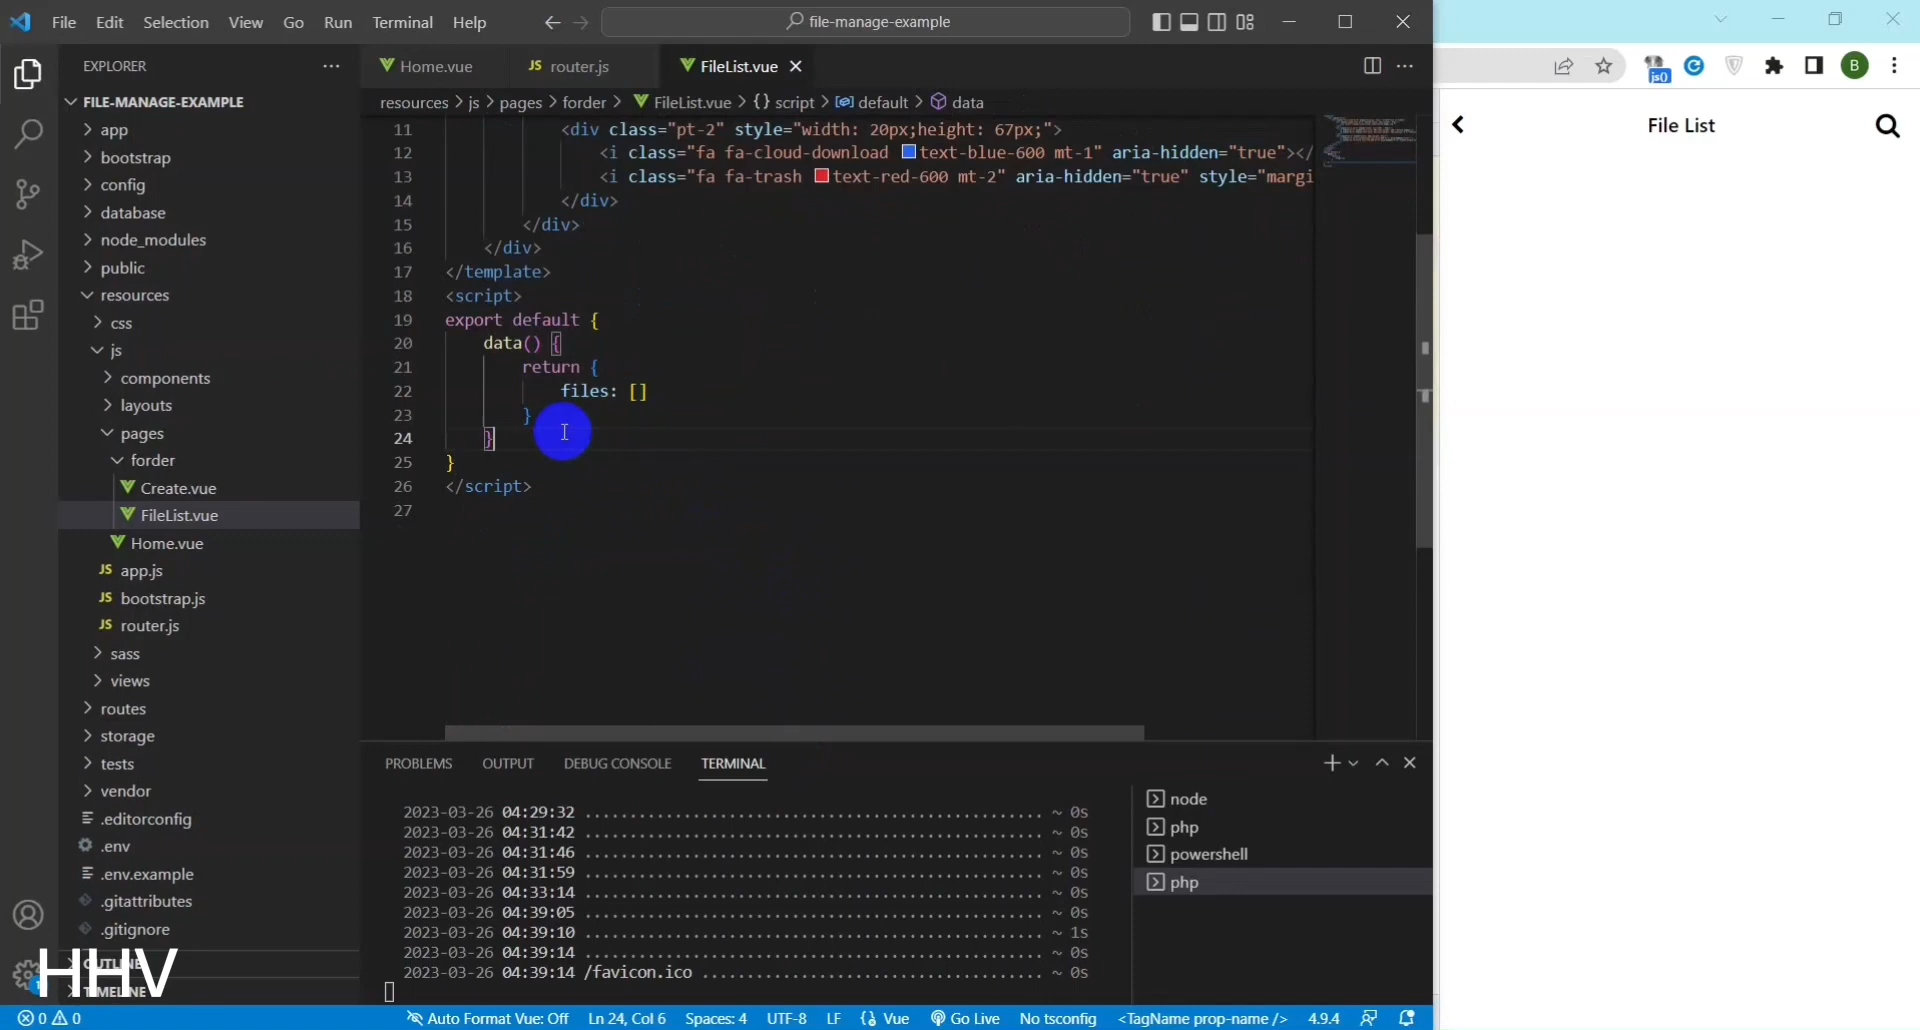 File Edit Selection View Go Run Terminal Help
file-manage-example
EXPLORER
FILE-MANAGE-EXAMPLE
app
bootstrap
config
database
node_modules
public
resources
css
js
components
layouts
pages
forder
Create.vue
FileList.vue
Home.vue
JS app.js
JS bootstrap.js
JS router.js
sass
views
routes
storage
tests
vendor
.editorconfig
.env
.env.example
.gitattributes
.gitignore
OUTLINE
TIMELINE
HHV
Home.vue
JS router.js
FileList.vue
resources > js > pages > forder > FileList.vue > {} script > default > data
11 <div class="pt-2" style="width: 20px;height: 67px;">
12 <i class="fa fa-cloud-download text-blue-600 mt-1" aria-hidden="true"></
13 <i class="fa fa-trash text-red-600 mt-2" aria-hidden="true" style="margi
14 </div>
15 </div>
16 </div>
17 </template>
18 <script>
19 export default {
20 data() {
21 return {
22 files: []
23 }
24 }
25 }
26 </script>
27
PROBLEMS OUTPUT DEBUG CONSOLE TERMINAL
2023-03-26 04:29:32 ................................................ ~ 0s
2023-03-26 04:31:42 ................................................ ~ 0s
2023-03-26 04:31:46 ................................................ ~ 0s
2023-03-26 04:31:59 ................................................ ~ 0s
2023-03-26 04:33:14 ................................................ ~ 0s
2023-03-26 04:39:05 ................................................ ~ 0s
2023-03-26 04:39:10 ................................................ ~ 1s
2023-03-26 04:39:14 ................................................ ~ 0s
2023-03-26 04:39:14 /favicon.ico ................................... ~ 0s
node
php
powershell
php
0 0 Auto Format Vue: Off Ln 24, Col 6 Spaces: 4 UTF-8 LF Vue Go Live No tsconfig <TagName prop-name /> 4.9.4
js() B
File List